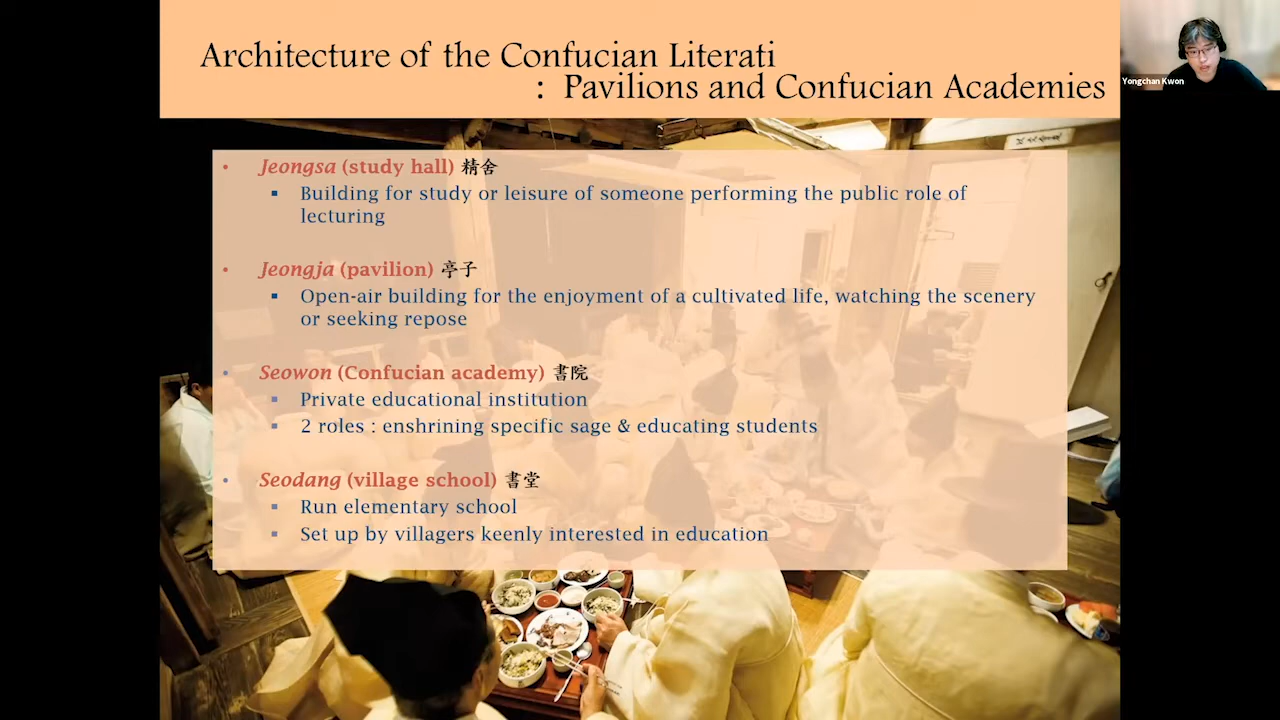 Architecture of the Confucian Literati
: Pavilions and Confucian Academies
Yongchan Kwon
• Jeongsa (study hall) 精舍
▪ Building for study or leisure of someone performing the public role of
lecturing
• Jeongja (pavilion) 亭子
▪ Open-air building for the enjoyment of a cultivated life, watching the scenery
or seeking repose
• Seowon (Confucian academy) 書院
▪ Private educational institution
▪ 2 roles : enshrining specific sage & educating students
• Seodang (village school) 書堂
▪ Run elementary school
▪ Set up by villagers keenly interested in education